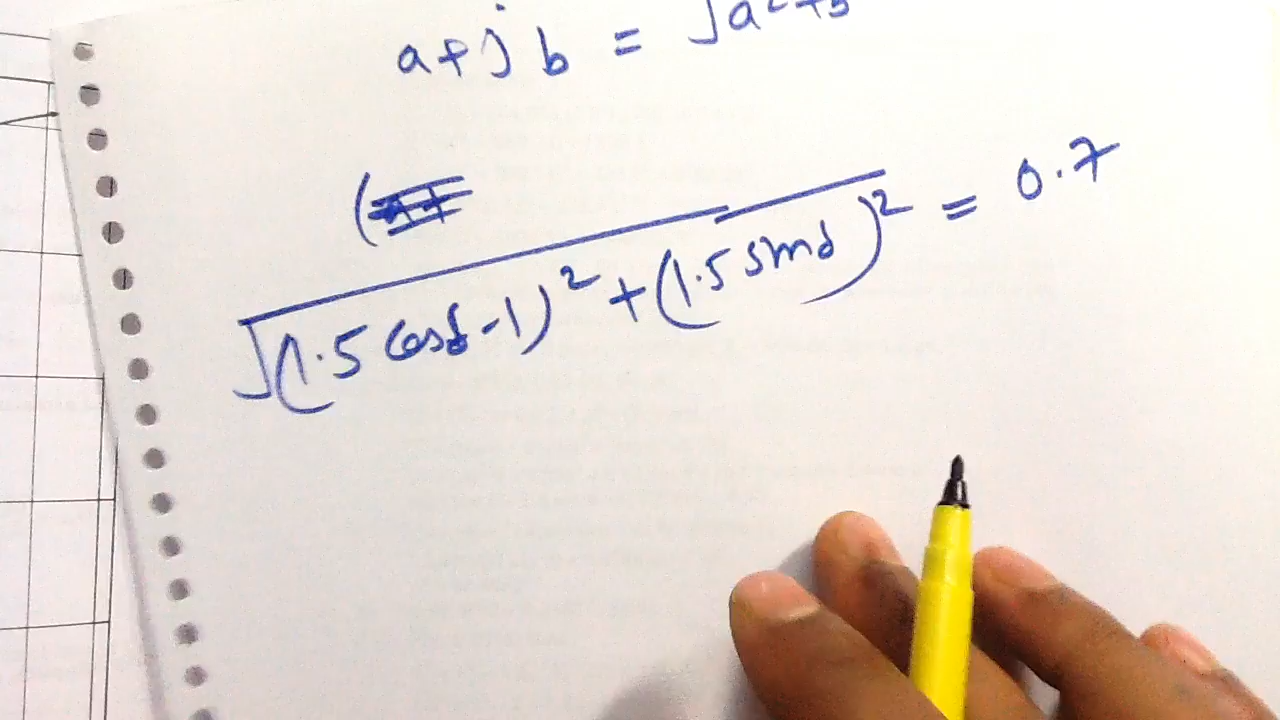 a+jb = √a²+b
√(1.5 cosδ-1)² + (1.5 sinδ)² = 0.7